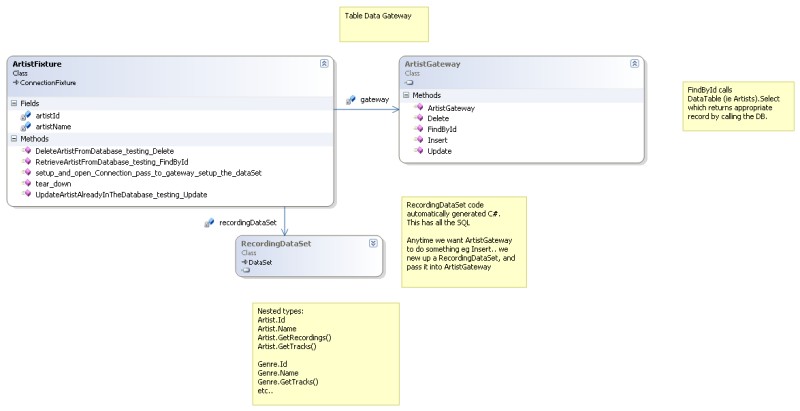 Table Data Gateway
ArtistFixture
Class
ConnectionFixture
Fields
artistId
artistName
Methods
DeleteArtistFromDatabase_testing_Delete
RetrieveArtistFromDatabase_testing_FindById
setup_and_open_Connection_pass_to_gateway_setup_the_dataSet
tear_down
UpdateArtistAlreadyInTheDatabase_testing_Update
gateway
ArtistGateway
Class
Methods
ArtistGateway
Delete
FindById
Insert
Update
FindById calls
DataTable (ie Artists).Select
which returns appropriate
record by calling the DB.
recordingDataSet
RecordingDataSet
Class
DataSet
RecordingDataSet code
automatically generated C#.
This has all the SQL
Anytime we want ArtistGateway
to do something eg Insert.. we
new up a RecordingDataSet, and
pass it into ArtistGateway
Nested types:
Artist.Id
Artist.Name
Artist.GetRecordings()
Artist.GetTracks()
Genre.Id
Genre.Name
Genre.GetTracks()
etc..